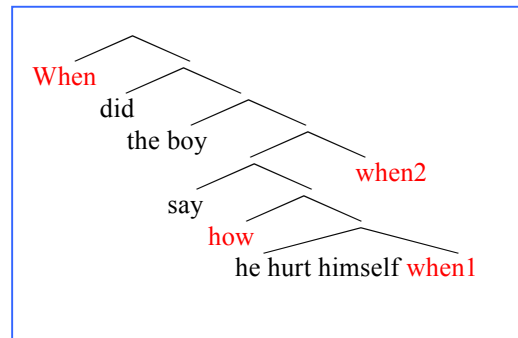 When
did
the boy
when2
say
how
he hurt himself when1